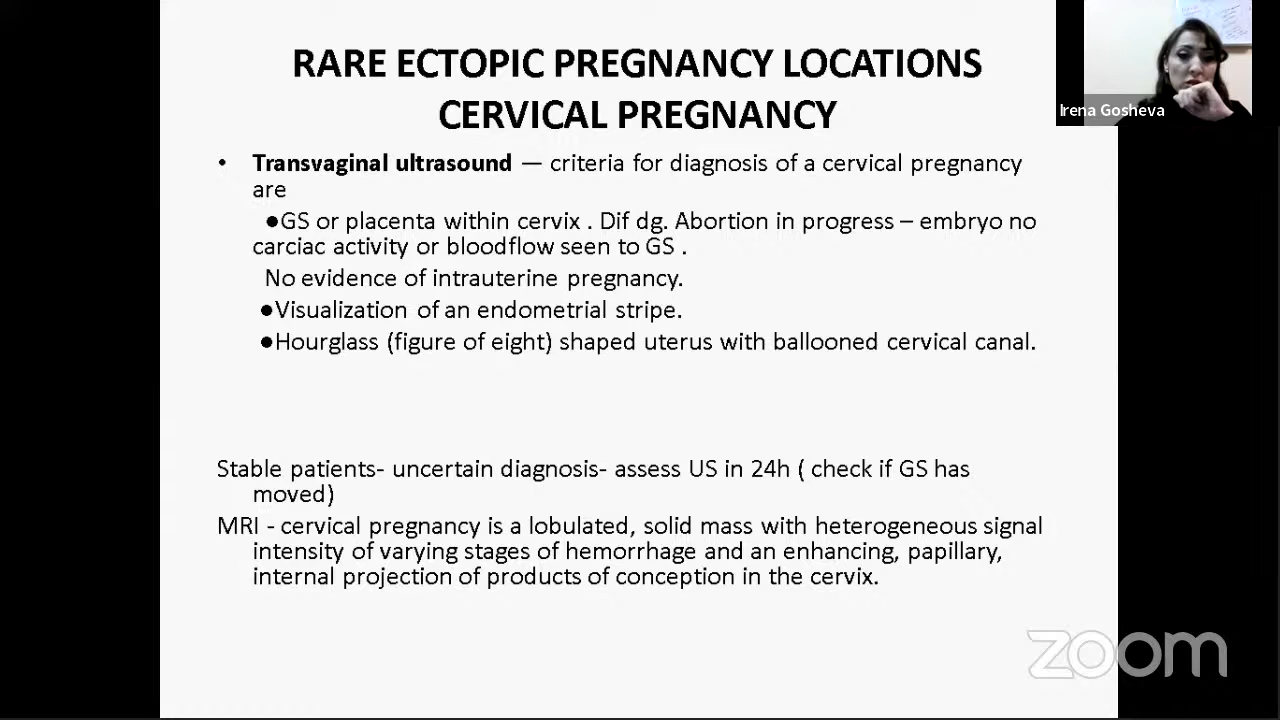 RARE ECTOPIC PREGNANCY LOCATIONS
CERVICAL PREGNANCY
• Transvaginal ultrasound — criteria for diagnosis of a cervical pregnancy
are
●GS or placenta within cervix . Dif dg. Abortion in progress – embryo no
carciac activity or bloodflow seen to GS .
No evidence of intrauterine pregnancy.
●Visualization of an endometrial stripe.
●Hourglass (figure of eight) shaped uterus with ballooned cervical canal.
Stable patients- uncertain diagnosis- assess US in 24h ( check if GS has
moved)
MRI - cervical pregnancy is a lobulated, solid mass with heterogeneous signal
intensity of varying stages of hemorrhage and an enhancing, papillary,
internal projection of products of conception in the cervix.
Irena Gosheva
zoom